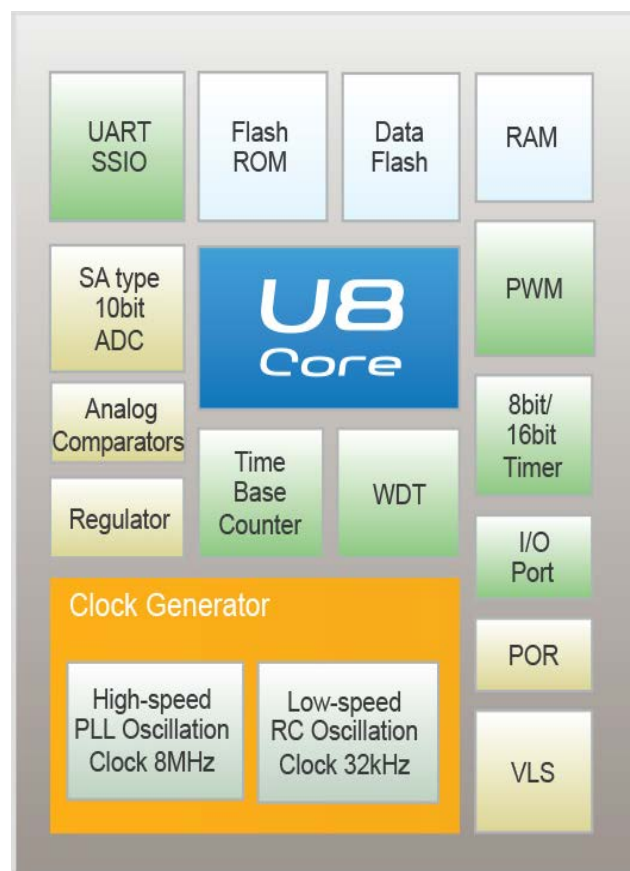 UART
SSIO
Flash
ROM
Data
Flash
RAM
SA type
10bit
ADC
U8
Core
PWM
Analog
Comparators
8bit/
16bit
Timer
Time
Base
Counter
WDT
Regulator
I/O
Port
Clock Generator
POR
High-speed
PLL Oscillation
Clock 8MHz
Low-speed
RC Oscillation
Clock 32kHz
VLS